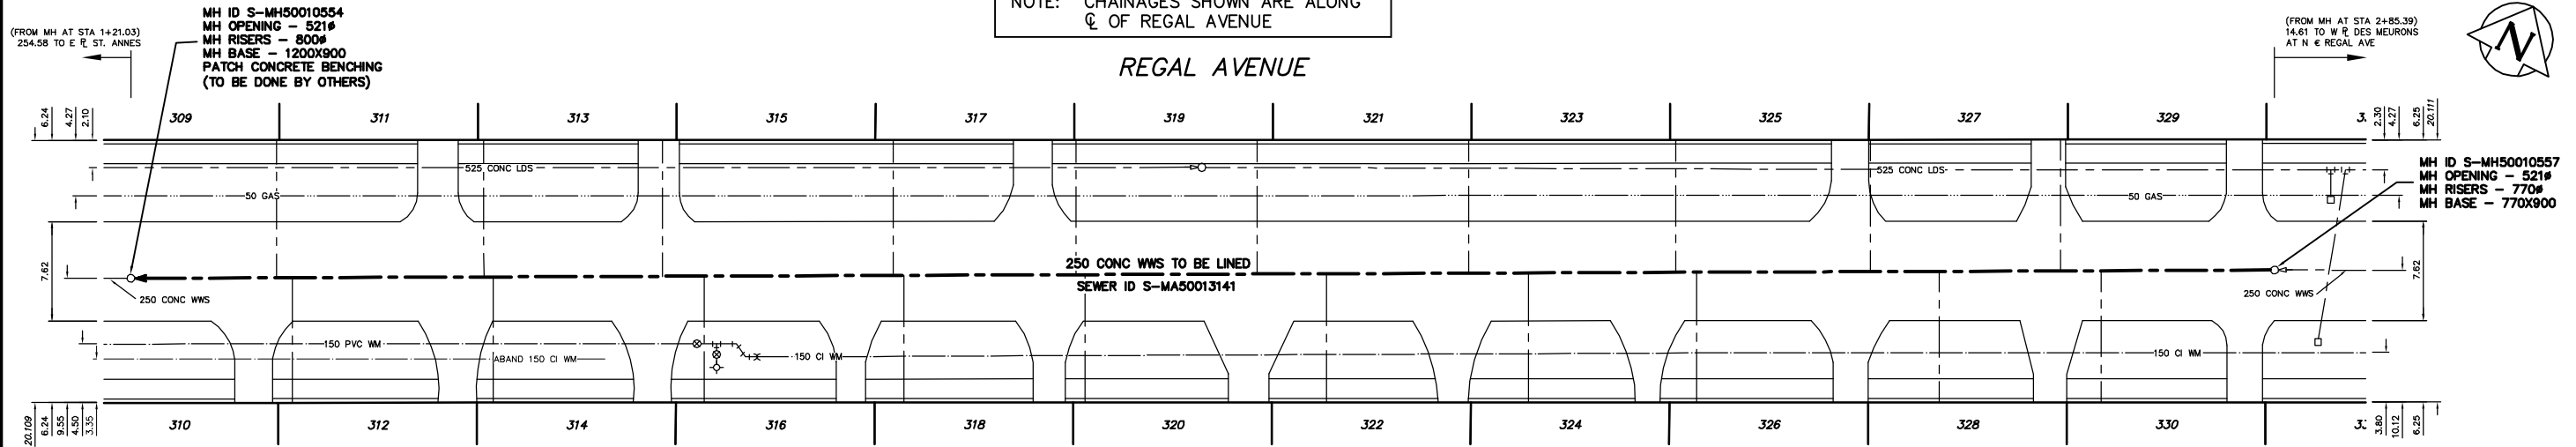 NOTE: CHAINAGES SHOWN ARE ALONG
℄ OF REGAL AVENUE
REGAL AVENUE
MH ID S-MH50010554
MH OPENING - 521ø
MH RISERS - 800ø
MH BASE - 1200X900
PATCH CONCRETE BENCHING
(TO BE DONE BY OTHERS)
(FROM MH AT STA 1+21.03)
254.58 TO E ⅊ ST. ANNES
(FROM MH AT STA 2+85.39)
14.61 TO W ⅊ DES MEURONS
AT N € REGAL AVE
N
6.24
4.27
2.10
309
311
313
315
317
319
321
323
325
327
329
2.30
4.27
6.25
20.111
525 CONC LDS
525 CONC LDS
50 GAS
50 GAS
MH ID S-MH50010557
MH OPENING - 521ø
MH RISERS - 770ø
MH BASE - 770X900
7.62
250 CONC WWS TO BE LINED
SEWER ID S-MA50013141
250 CONC WWS
250 CONC WWS
7.62
150 PVC WM
ABAND 150 CI WM
150 CI WM
150 CI WM
20.109
6.24
9.55
4.50
3.35
310
312
314
316
318
320
322
324
326
328
330
3.80
10.12
6.25